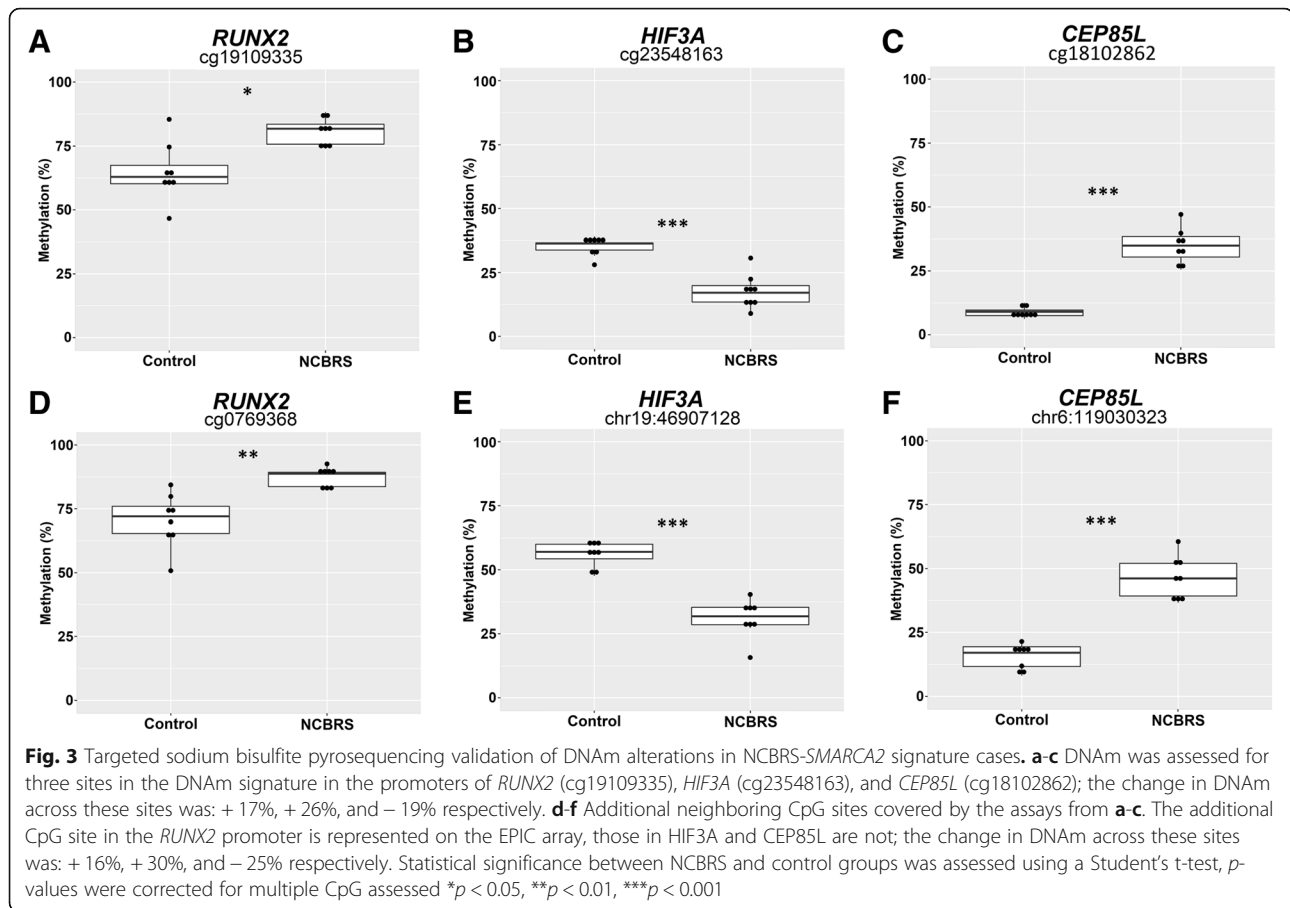 A
RUNX2
cg19109335
Methylation (%)
100
75
50
25
0
*
Control
NCBRS
B
HIF3A
cg23548163
Methylation (%)
100
75
50
25
0
***
Control
NCBRS
C
CEP85L
cg18102862
Methylation (%)
100
75
50
25
0
***
Control
NCBRS
D
RUNX2
cg0769368
Methylation (%)
100
75
50
25
0
**
Control
NCBRS
E
HIF3A
chr19:46907128
Methylation (%)
100
75
50
25
0
***
Control
NCBRS
F
CEP85L
chr6:119030323
Methylation (%)
100
75
50
25
0
***
Control
NCBRS
Fig. 3 Targeted sodium bisulfite pyrosequencing validation of DNAm alterations in NCBRS-SMARCA2 signature cases. a-c DNAm was assessed for
three sites in the DNAm signature in the promoters of RUNX2 (cg19109335), HIF3A (cg23548163), and CEP85L (cg18102862); the change in DNAm
across these sites was: + 17%, + 26%, and − 19% respectively. d-f Additional neighboring CpG sites covered by the assays from a-c. The additional
CpG site in the RUNX2 promoter is represented on the EPIC array, those in HIF3A and CEP85L are not; the change in DNAm across these sites
was: + 16%, + 30%, and − 25% respectively. Statistical significance between NCBRS and control groups was assessed using a Student's t-test, p-
values were corrected for multiple CpG assessed *p < 0.05, **p < 0.01, ***p < 0.001